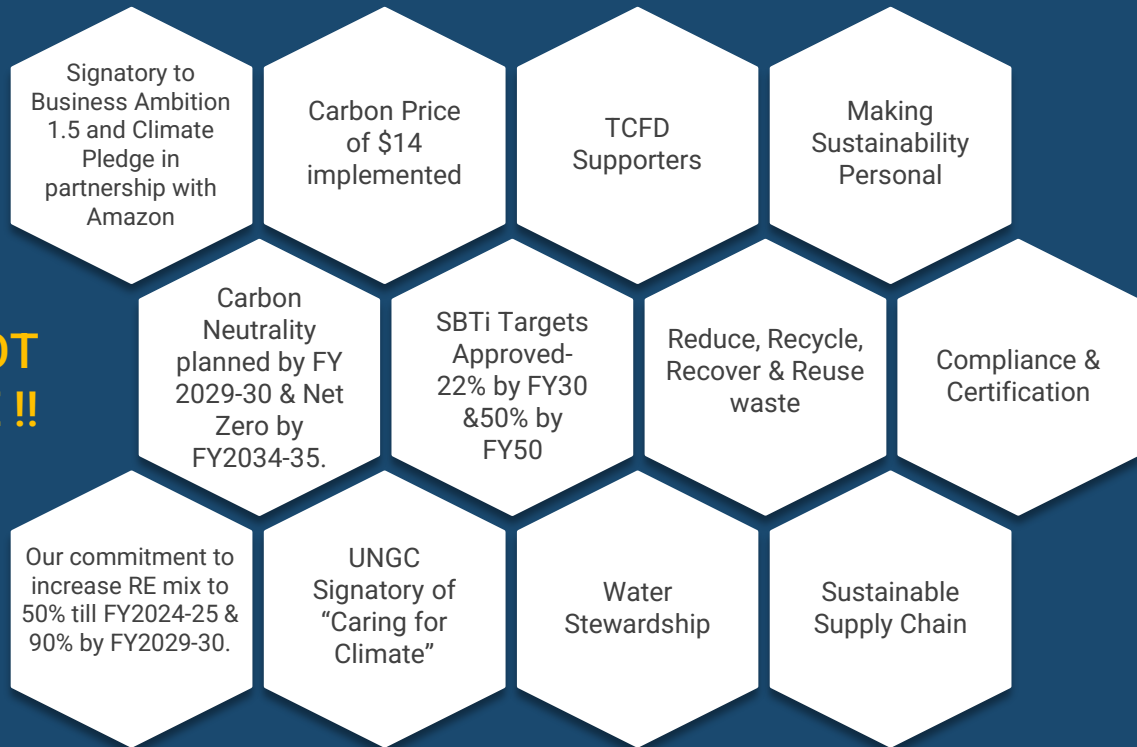 Signatory to
Business Ambition
1.5 and Climate
Pledge in
partnership with
Amazon
Carbon Price
of $14
implemented
TCFD
Supporters
Making
Sustainability
Personal
Carbon
Neutrality
planned by FY
2029-30 & Net
Zero by
FY2034-35.
SBTi Targets
Approved-
22% by FY30
&50% by
FY50
Reduce, Recycle,
Recover & Reuse
waste
Compliance &
Certification
Our commitment to
increase RE mix to
50% till FY2024-25 &
90% by FY2029-30.
UNGC
Signatory of
“Caring for
Climate”
Water
Stewardship
Sustainable
Supply Chain